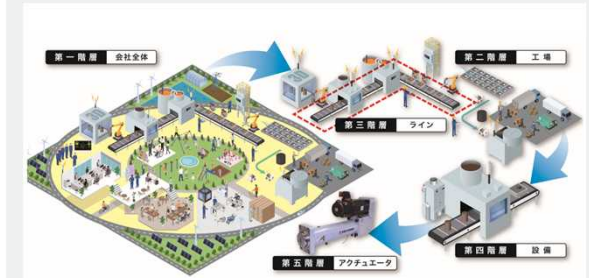 第一階層 会社全体
第二階層 工場
第三階層 ライン
第四階層 設備
第五階層 アクチュエータ